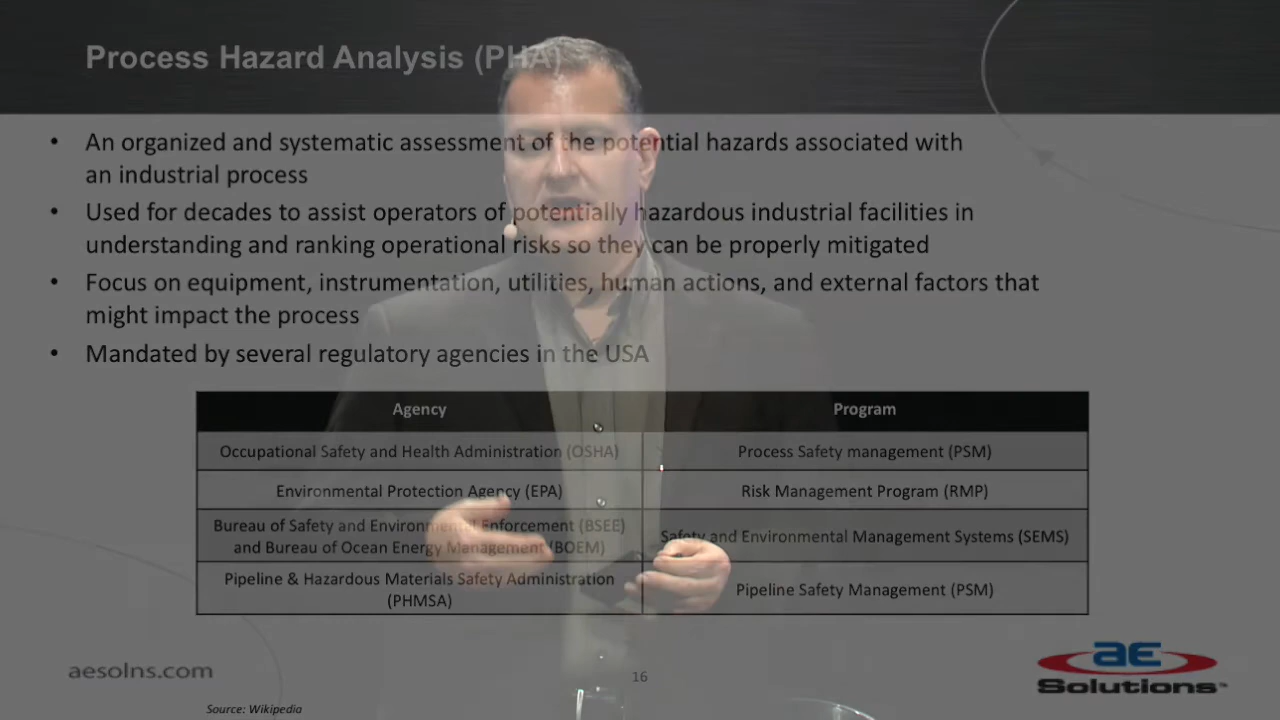 Process Hazard Analysis (PHA)
• An organized and systematic assessment of the potential hazards associated with
an industrial process
• Used for decades to assist operators of potentially hazardous industrial facilities in
understanding and ranking operational risks so they can be properly mitigated
• Focus on equipment, instrumentation, utilities, human actions, and external factors that
might impact the process
• Mandated by several regulatory agencies in the USA
Agency Program
Occupational Safety and Health Administration (OSHA) Process Safety management (PSM)
Environmental Protection Agency (EPA) Risk Management Program (RMP)
Bureau of Safety and Environmental Enforcement (BSEE)
and Bureau of Ocean Energy Management (BOEM) Safety and Environmental Management Systems (SEMS)
Pipeline & Hazardous Materials Safety Administration
(PHMSA) Pipeline Safety Management (PSM)
aesolns.com
16
ae
Solutions™
Source: Wikipedia